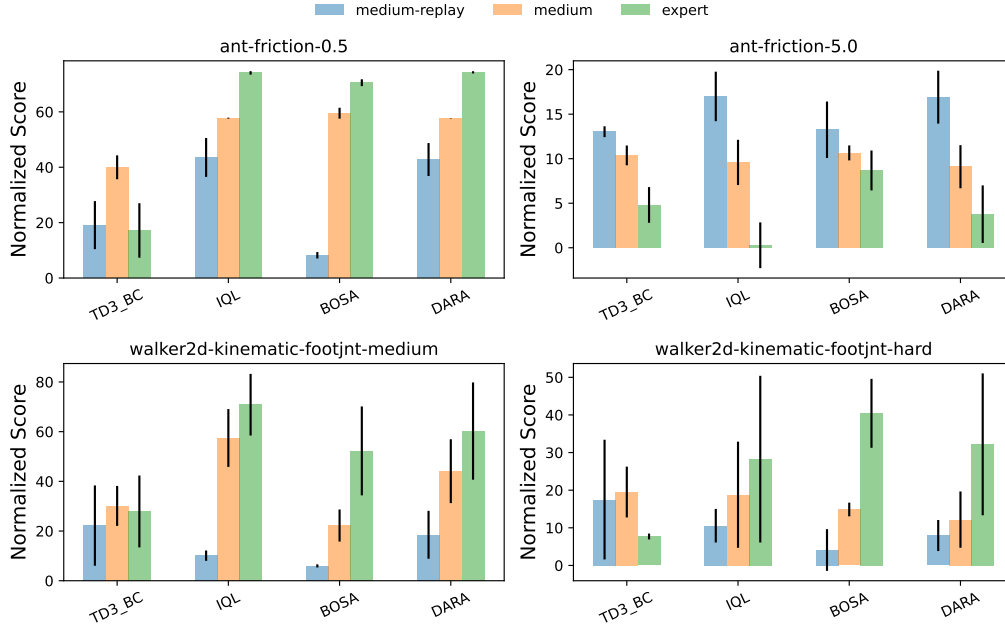 medium-replay medium expert
ant-friction-0.5
Normalized Score
60
40
20
0
TD3_BC IQL BOSA DARA
ant-friction-5.0
Normalized Score
20
15
10
5
0
TD3_BC IQL BOSA DARA
walker2d-kinematic-footjnt-medium
Normalized Score
80
60
40
20
0
TD3_BC IQL BOSA DARA
walker2d-kinematic-footjnt-hard
Normalized Score
50
40
30
20
10
0
TD3_BC IQL BOSA DARA